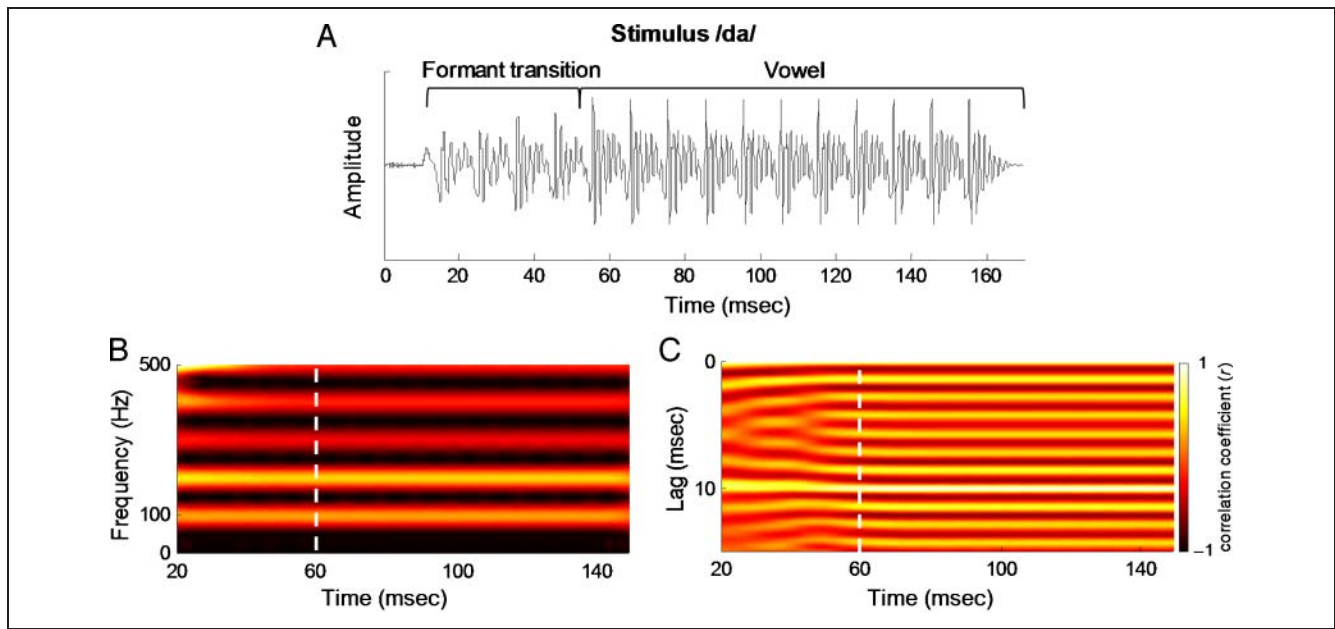 A
Stimulus /da/
Formant transition
Vowel
Amplitude
0 20 40 60 80 100 120 140 160
Time (msec)
B
500
100
0
Frequency (Hz)
20 60 100 140
Time (msec)
C
0
10
Lag (msec)
20 60 100 140
Time (msec)
1
−1
correlation coefficient (r)